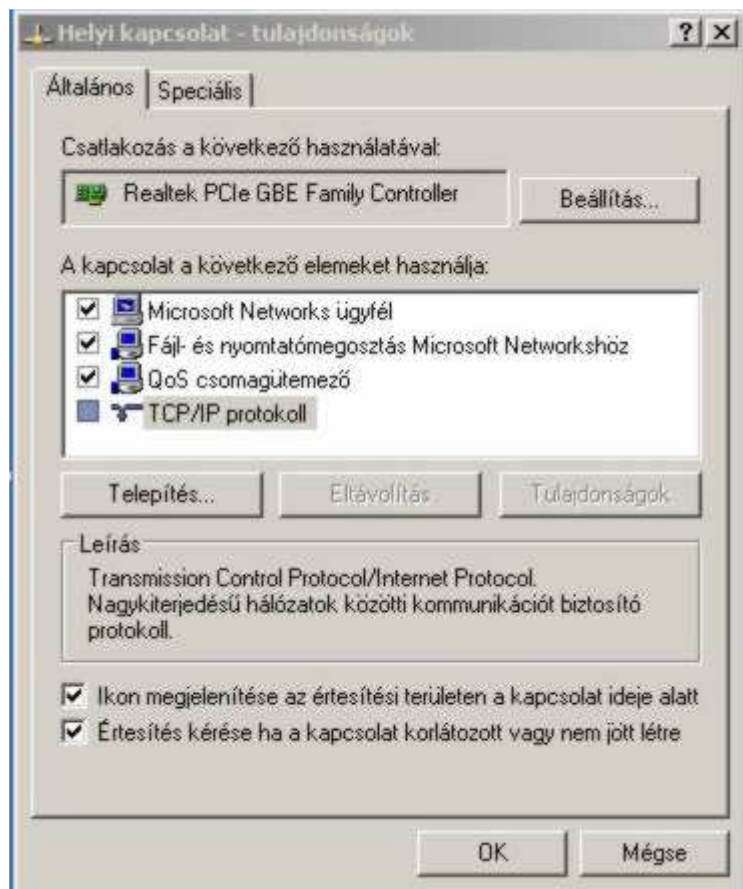 Helyi kapcsolat - tulajdonságok
Általános Speciális
Csatlakozás a következő használatával:
Realtek PCIe GBE Family Controller Beállítás...
A kapcsolat a következő elemeket használja:
Microsoft Networks ügyfél
Fájl- és nyomtatómegosztás Microsoft Networkshöz
QoS csomagütemező
TCP/IP protokoll
Telepítés... Eltávolítás Tulajdonságok
Leírás
Transmission Control Protocol/Internet Protocol.
Nagykiterjedésű hálózatok közötti kommunikációt biztosító
protokoll.
Ikon megjelenítése az értesítési területen a kapcsolat ideje alatt
Értesítés kérése ha a kapcsolat korlátozott vagy nem jött létre
OK Mégse